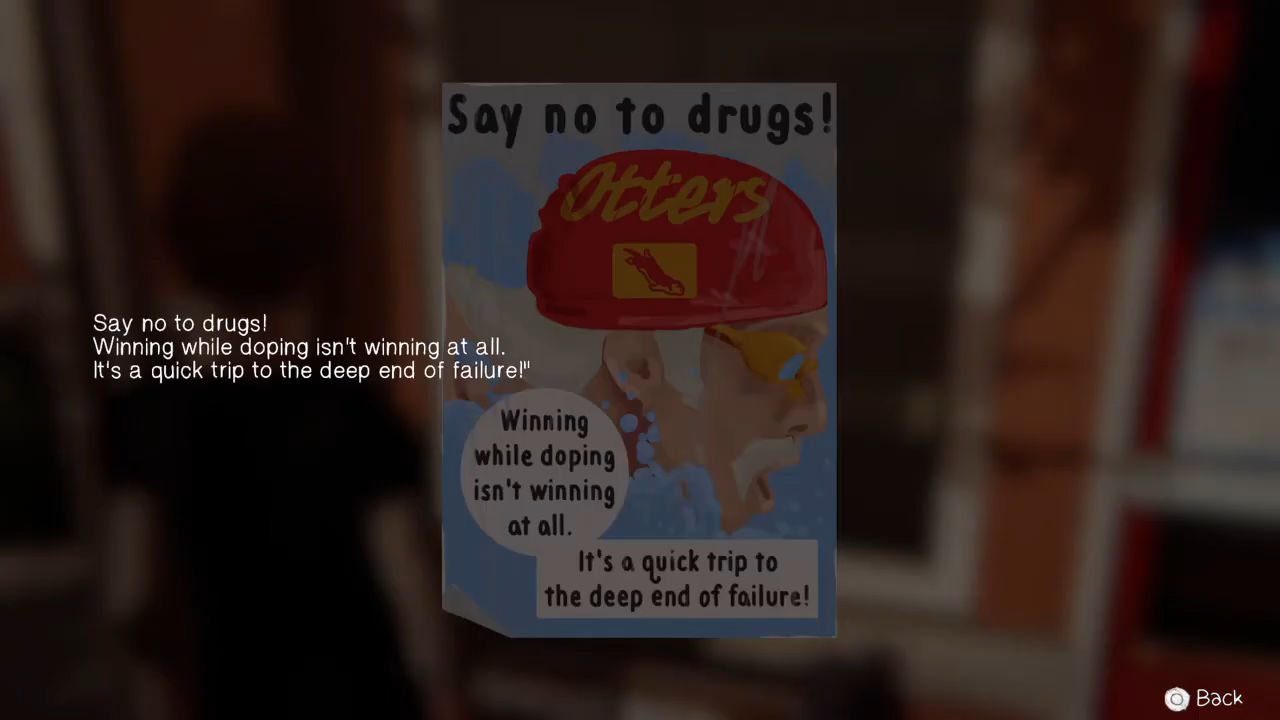 Say no to drugs!
Otters
Say no to drugs!
Winning while doping isn't winning at all.
It's a quick trip to the deep end of failure!"
Winning
while doping
isn't winning
at all.
It's a quick trip to
the deep end of failure!
Back